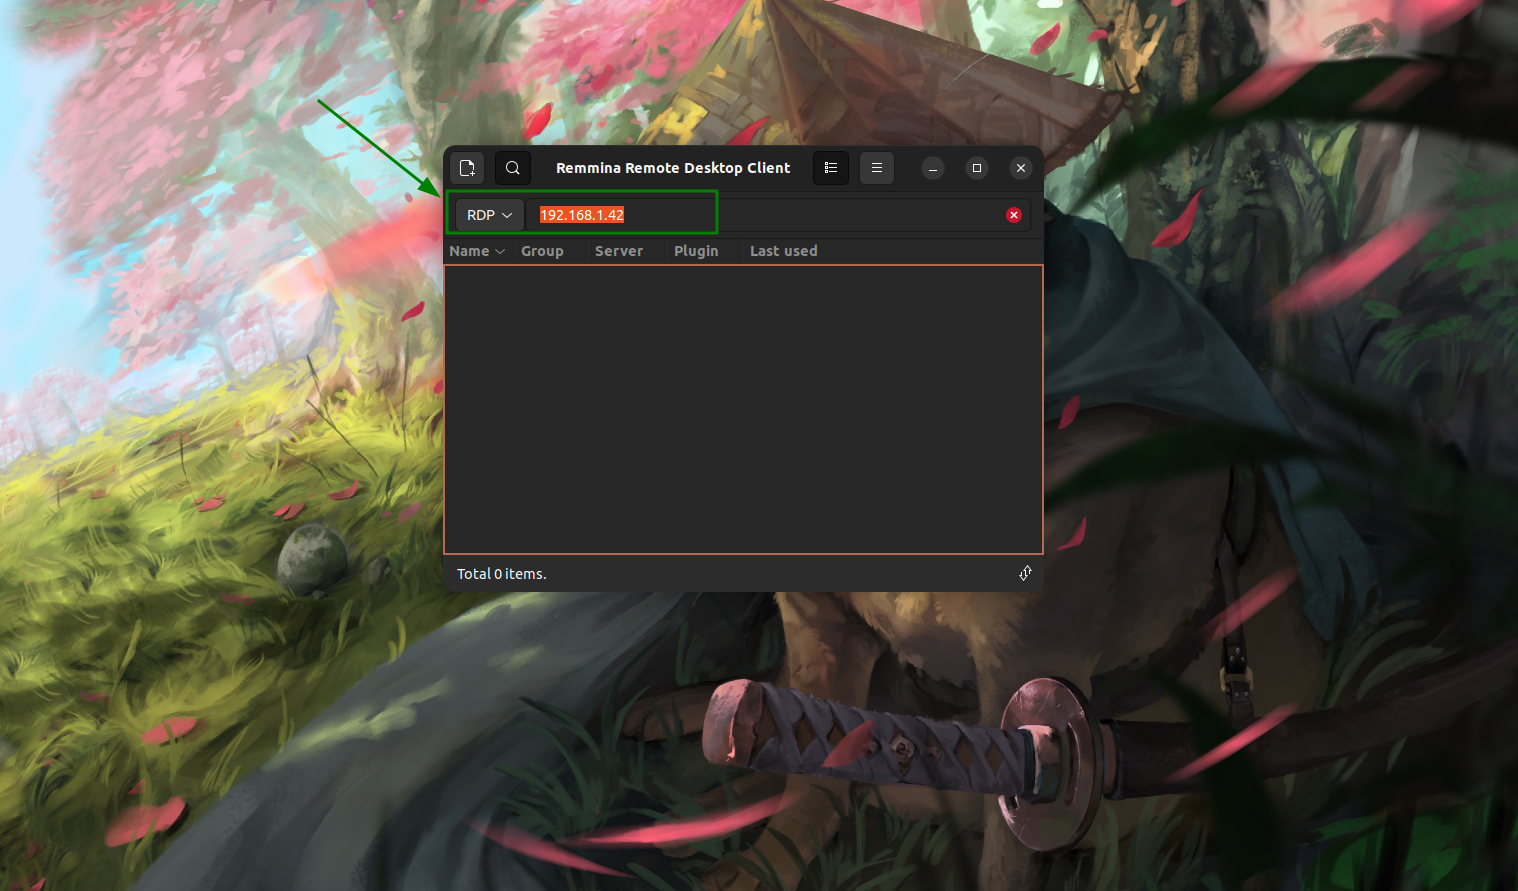 Remmina Remote Desktop Client
RDP 192.168.1.42
Name Group Server Plugin Last used
Total 0 items.